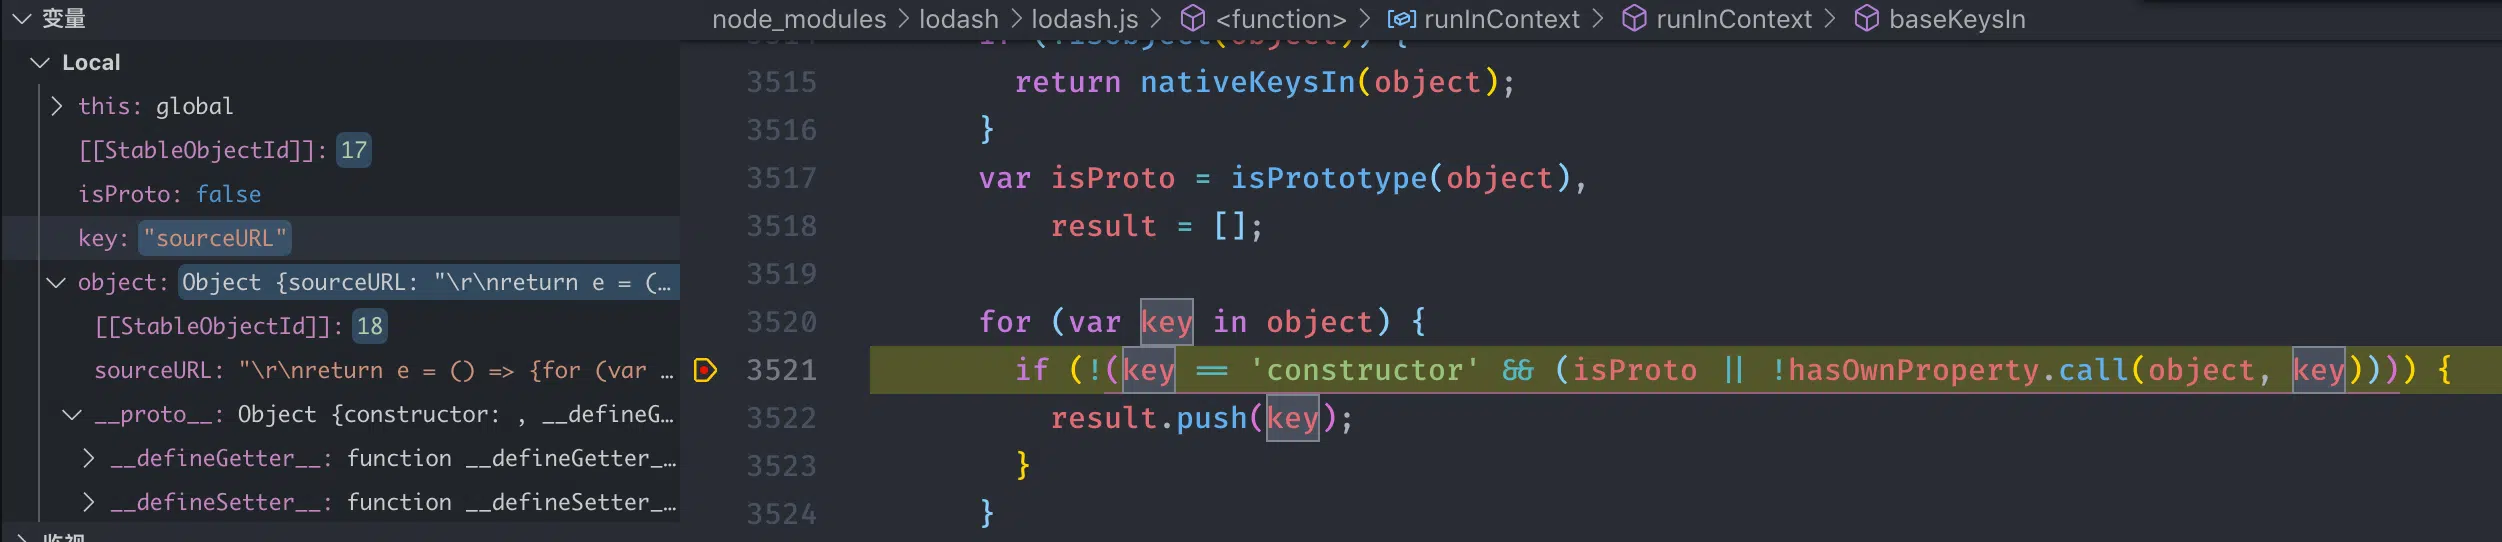 变量
Local
this: global
[[StableObjectId]]: 17
isProto: false
key: "sourceURL"
object: Object {sourceURL: "\r\nreturn e = (…
[[StableObjectId]]: 18
sourceURL: "\r\nreturn e = () => {for (var …
__proto__: Object {constructor: , __defineG…
__defineGetter__: function __defineGetter_…
__defineSetter__: function __defineSetter_…
监视
node_modules > lodash > lodash.js > <function> > runInContext > runInContext > baseKeysIn
3514 if (!isObject(object)) {
3515 return nativeKeysIn(object);
3516 }
3517 var isProto = isPrototype(object),
3518 result = [];
3519
3520 for (var key in object) {
3521 if (!(key == 'constructor' && (isProto || !hasOwnProperty.call(object, key)))) {
3522 result.push(key);
3523 }
3524 }